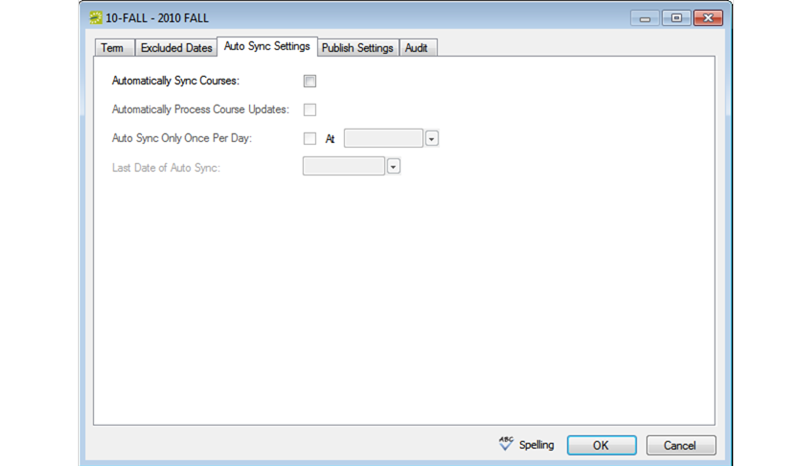 10-FALL - 2010 FALL
Term Excluded Dates Auto Sync Settings Publish Settings Audit
Automatically Sync Courses:
Automatically Process Course Updates:
Auto Sync Only Once Per Day: At
Last Date of Auto Sync:
ABC Spelling OK Cancel